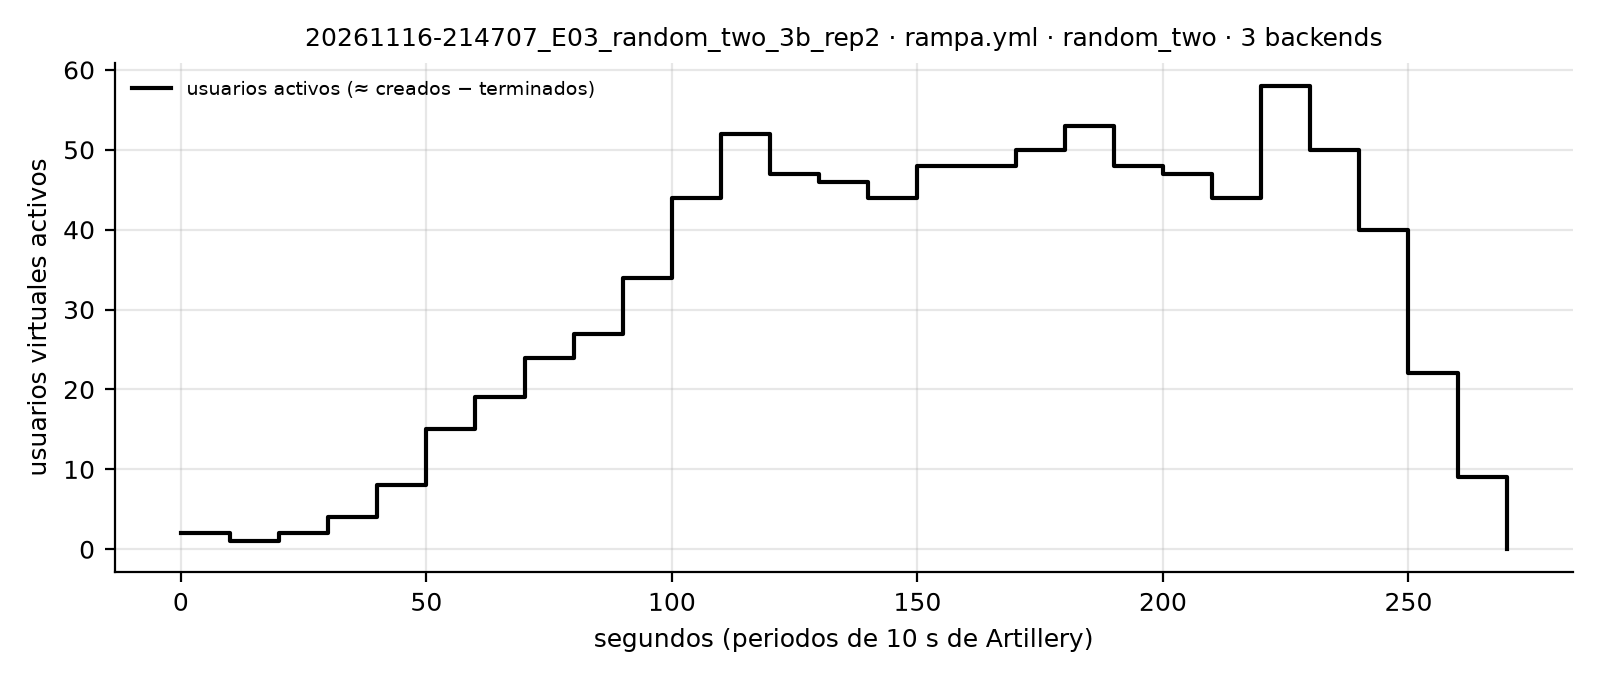 20261116-214707_E03_random_two_3b_rep2 · rampa.yml · random_two · 3 backends
usuarios activos (≈ creados − terminados)
usuarios virtuales activos
60
50
40
30
20
10
0
0 50 100 150 200 250
segundos (periodos de 10 s de Artillery)